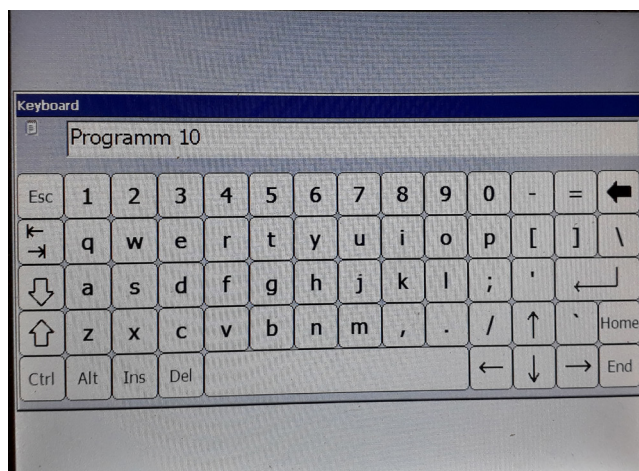 Keyboard
Programm 10
Esc 1 2 3 4 5 6 7 8 9 0 - =
q w e r t y u i o p [ ] \
a s d f g h j k l ; '
z x c v b n m , . / ↑ ` Home
Ctrl Alt Ins Del ← ↓ → End